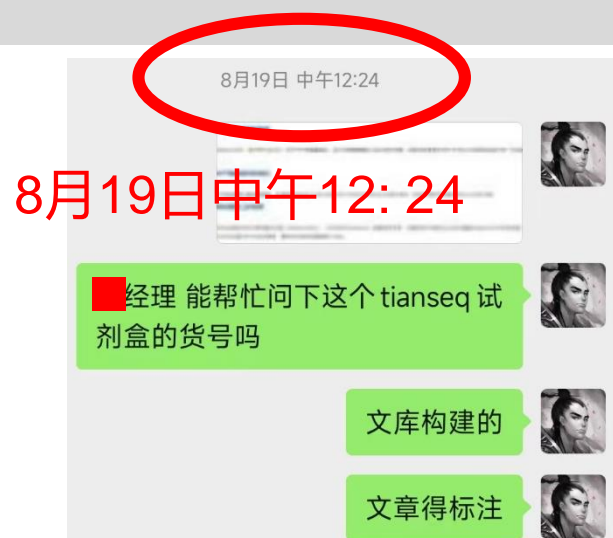 8月19日 中午12:24
8月19日中午12: 24
经理 能帮忙问下这个 tianseq 试
剂盒的货号吗
文库构建的
文章得标注